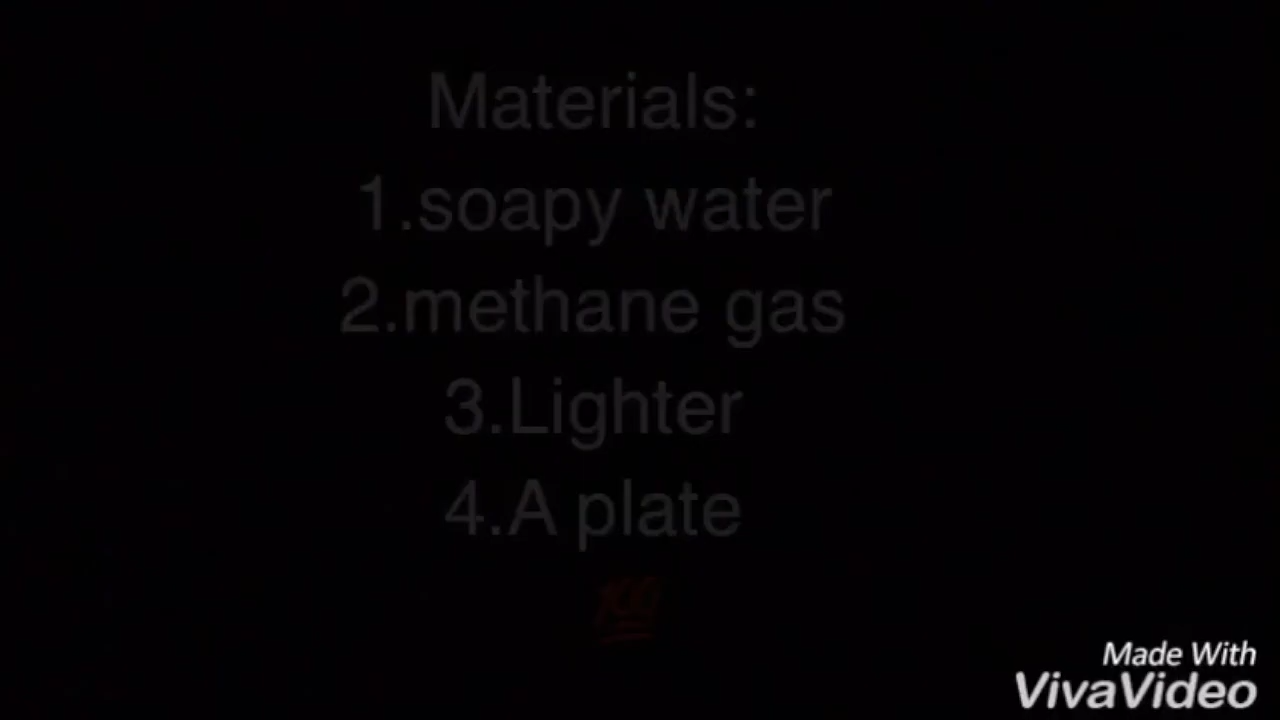 Materials:
1.soapy water
2.methane gas
3.Lighter
4.A plate
💯
Made With
VivaVideo